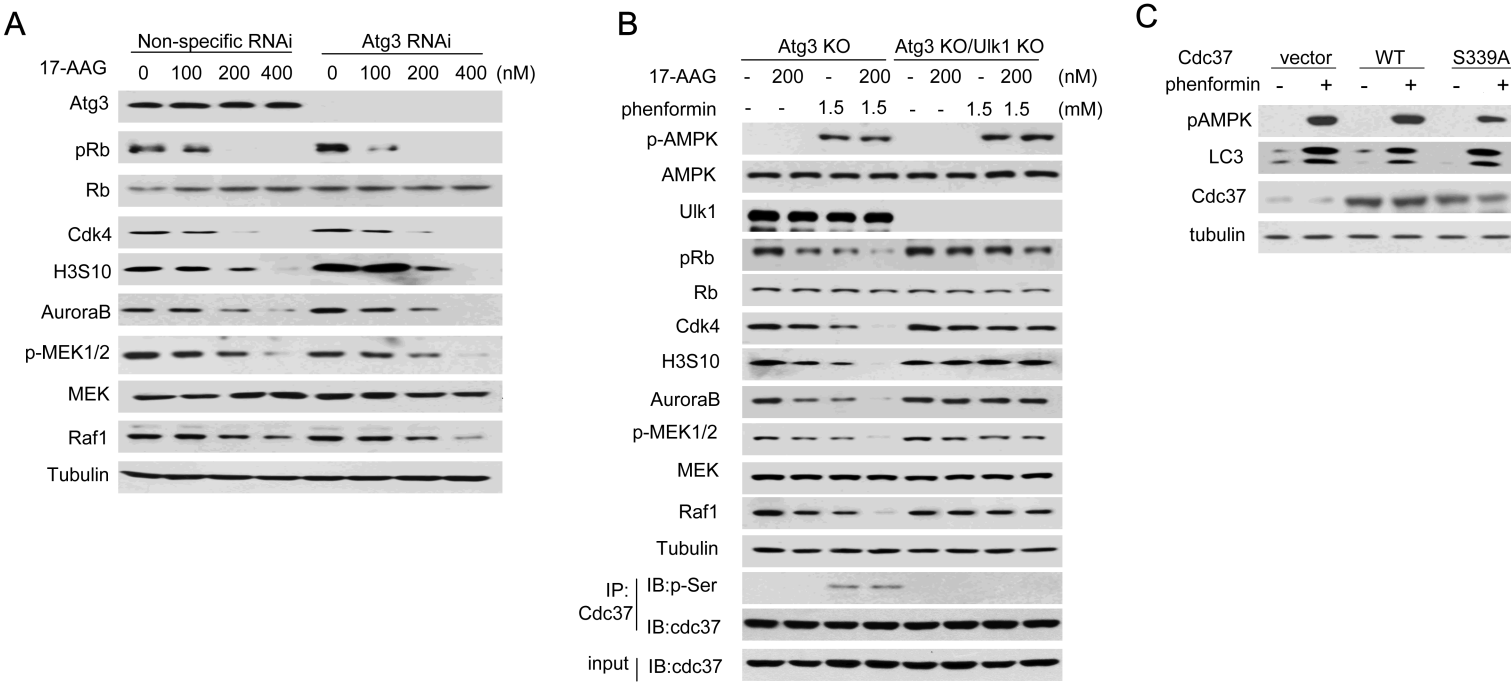 A
Non-specific RNAi Atg3 RNAi
17-AAG 0 100 200 400 0 100 200 400 (nM)
Atg3
pRb
Rb
Cdk4
H3S10
AuroraB
p-MEK1/2
MEK
Raf1
Tubulin
B
Atg3 KO Atg3 KO/Ulk1 KO
17-AAG - 200 - 200 - 200 - 200 (nM)
phenformin - - 1.5 1.5 - - 1.5 1.5 (mM)
p-AMPK
AMPK
Ulk1
pRb
Rb
Cdk4
H3S10
AuroraB
p-MEK1/2
MEK
Raf1
Tubulin
IP: Cdc37
IB:p-Ser
IB:cdc37
input IB:cdc37
C
Cdc37 vector WT S339A
phenformin - + - + - +
pAMPK
LC3
Cdc37
tubulin